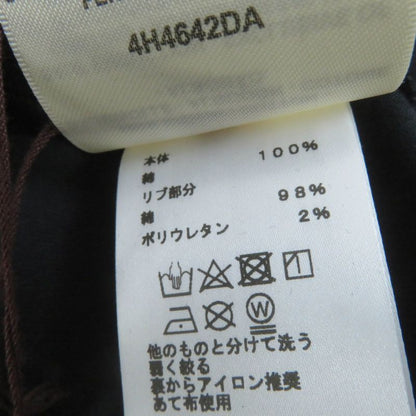 4H4642DA
本体
綿 100%
リブ部分
綿 98%
ポリウレタン 2%
W
他のものと分けて洗う
弱く絞る
裏からアイロン推奨
あて布使用